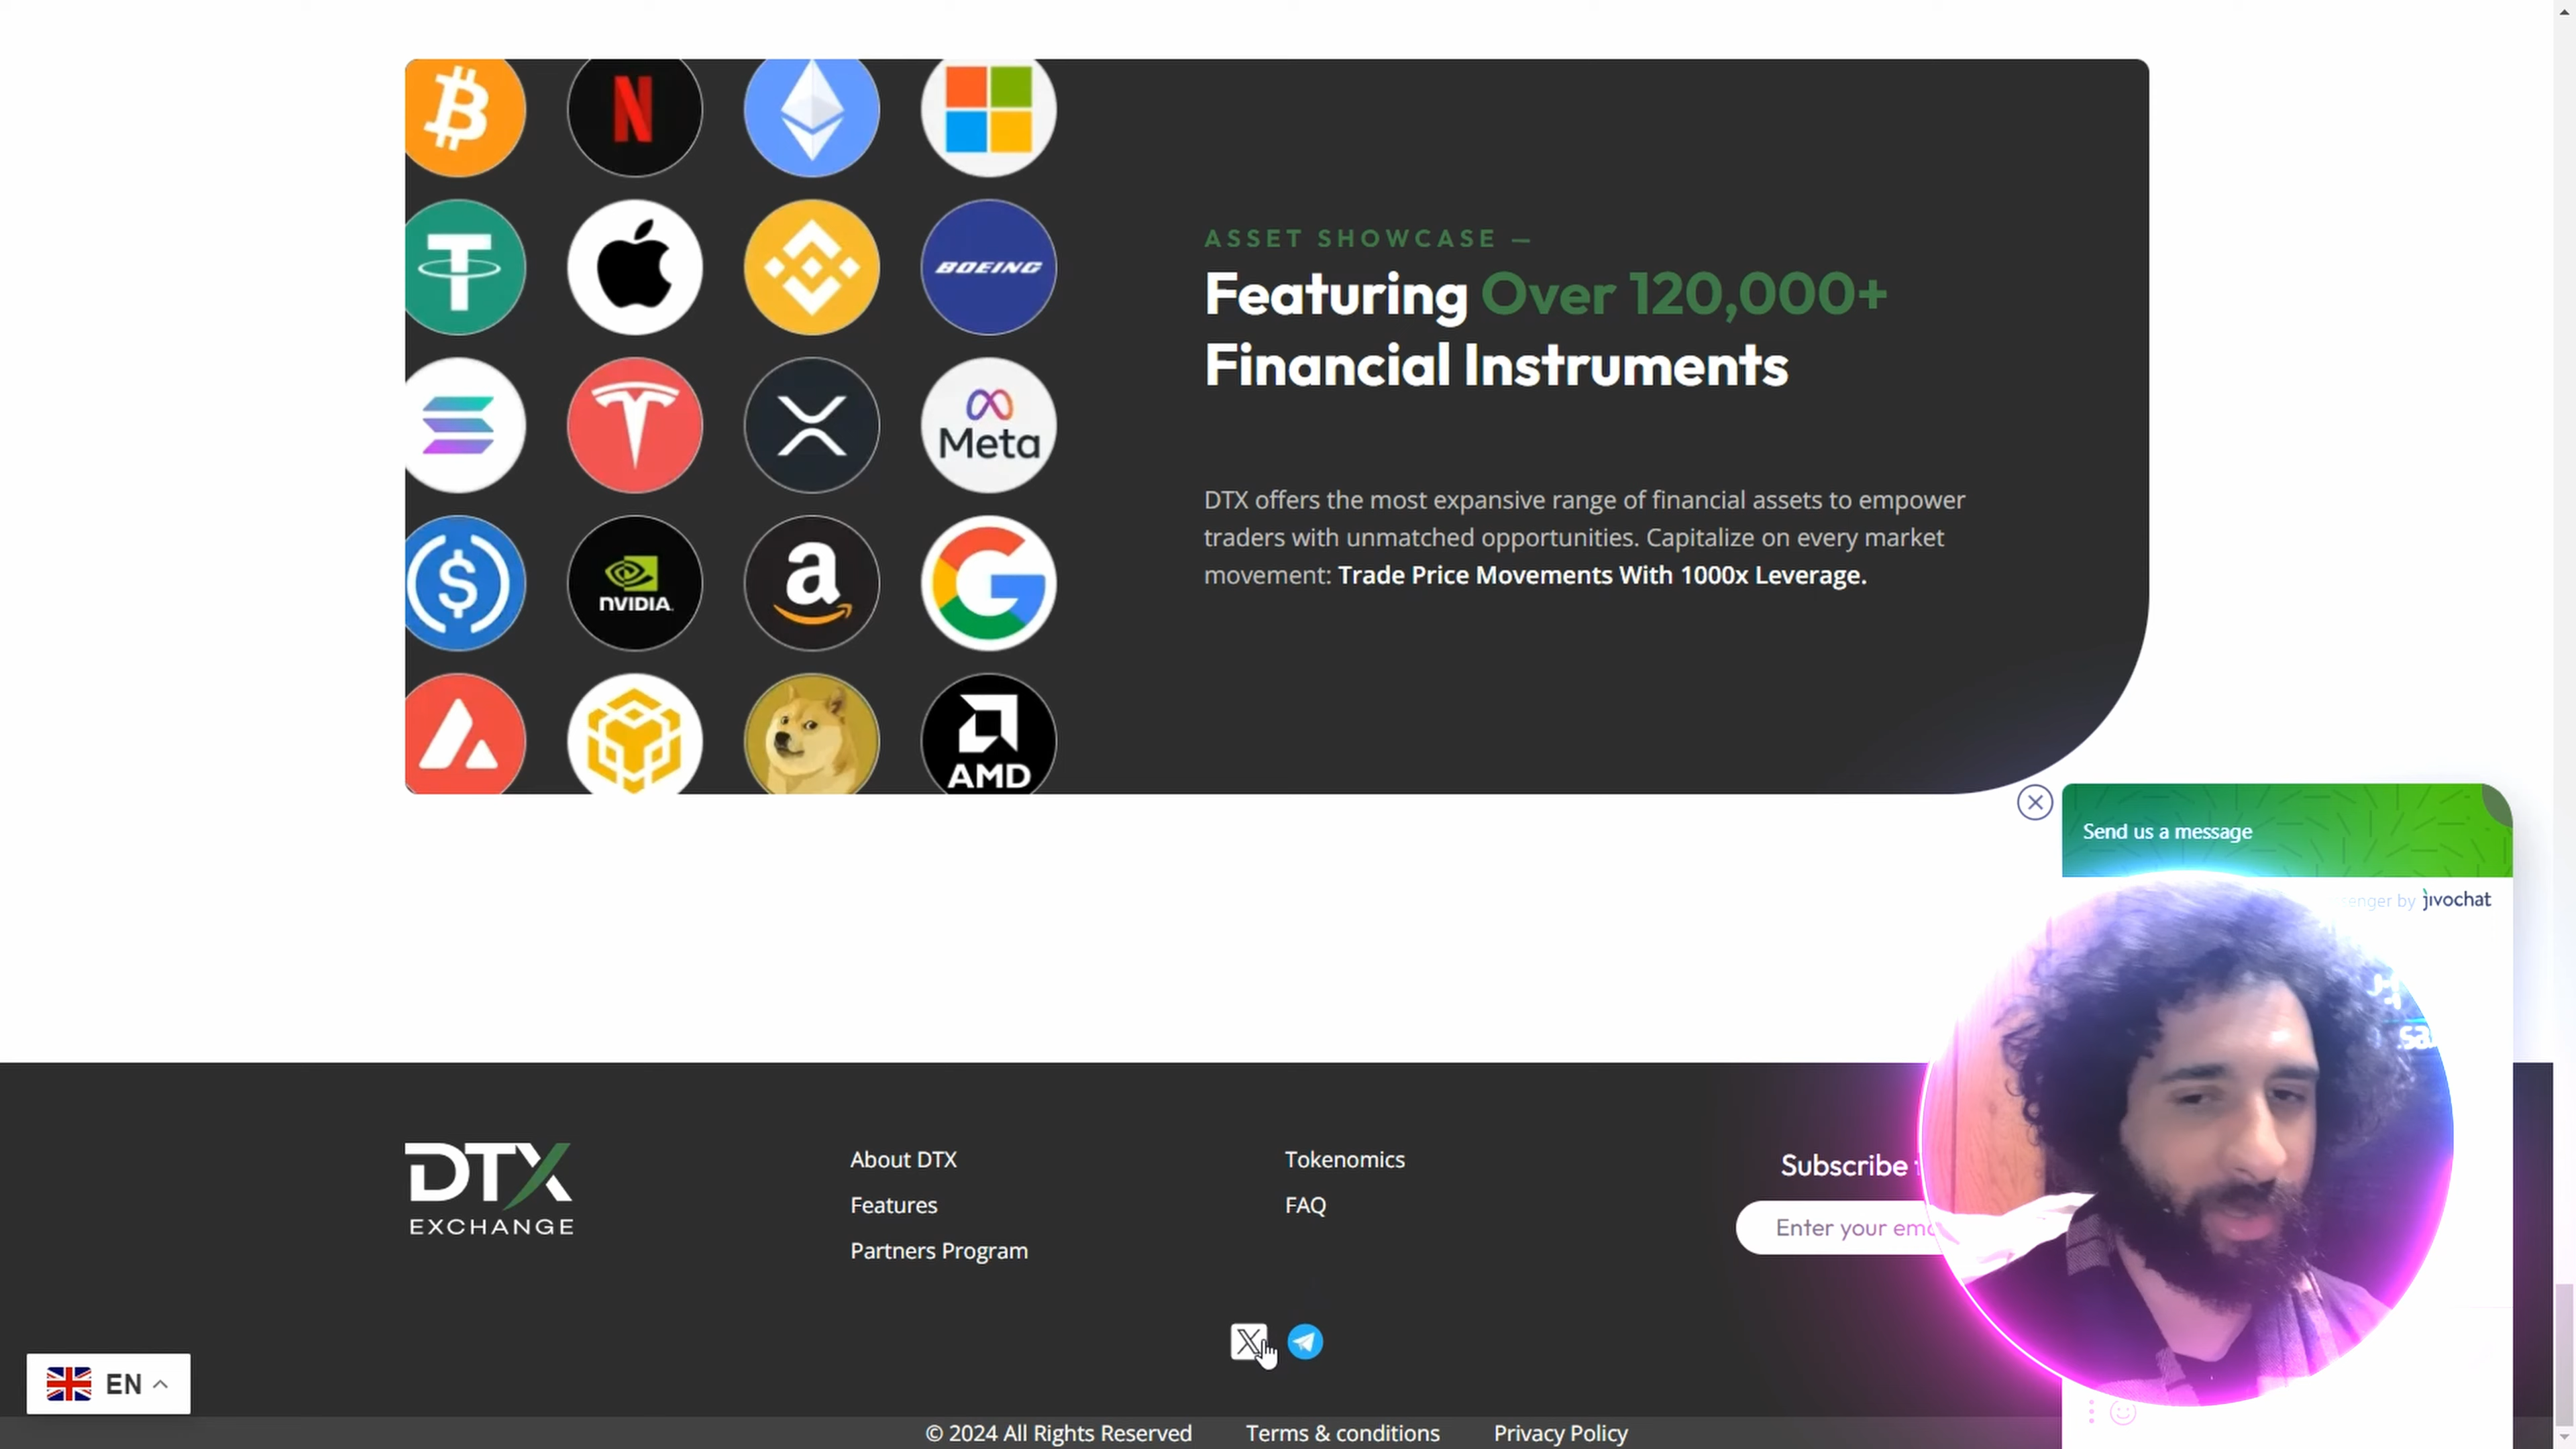 BOEING
Meta
NVIDIA
AMD
ASSET SHOWCASE —
Featuring Over 120,000+
Financial Instruments
DTX offers the most expansive range of financial assets to empower
traders with unmatched opportunities. Capitalize on every market
movement: Trade Price Movements With 1000x Leverage.
Send us a message
by jivochat
DTX
EXCHANGE
About DTX
Features
Partners Program
Tokenomics
FAQ
Subscribe
Enter your
EN
© 2024 All Rights Reserved
Terms & conditions
Privacy Policy